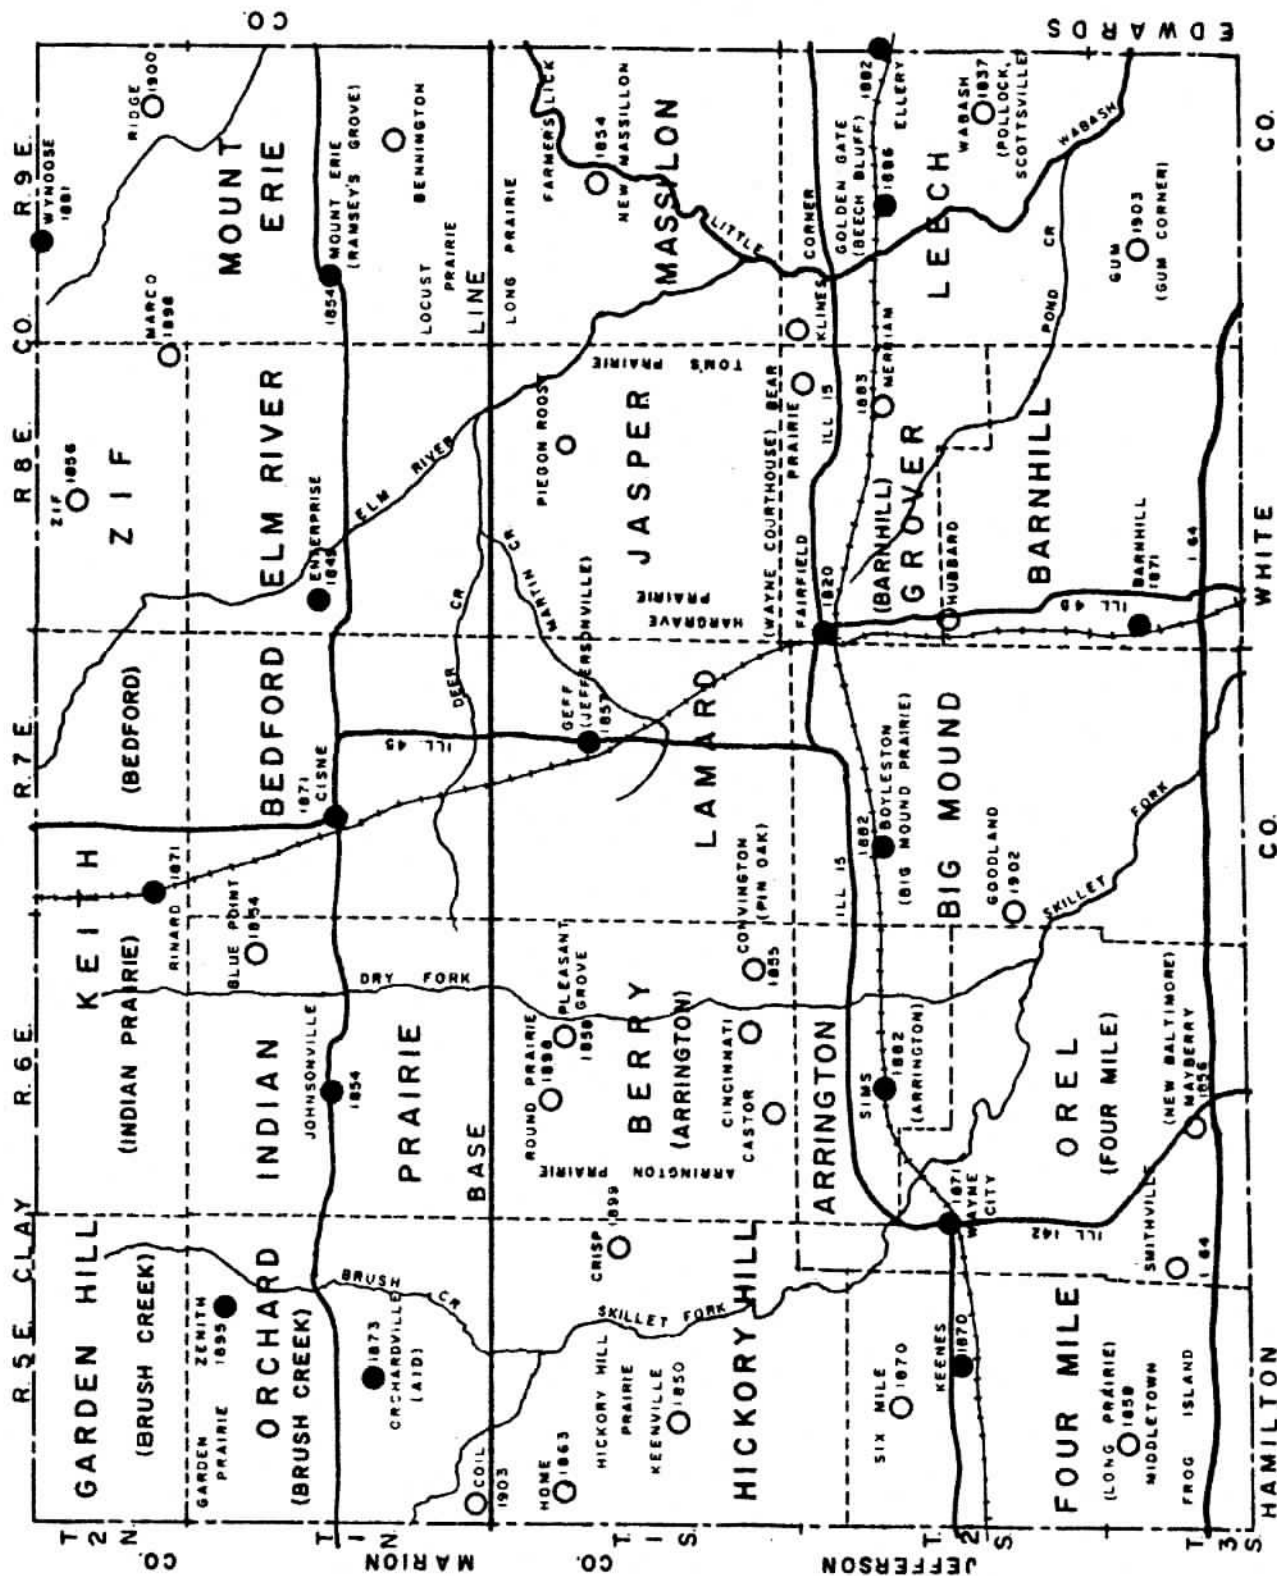 R. 5 E. CLAY R. 6 E. R. 7 E. R 8 E. CO. R. 9 E.
T
2
N.
T
I
N.
T.
I
S.
T.
2
S
T.
3
S.
CO.
MARION
CO.
JEFFERSON
HAMILTON
CO.
WHITE
CO.
EDWARDS
CO.
GARDEN HILL
(BRUSH CREEK)
KEITH
(INDIAN PRAIRIE)
(BEDFORD)
RINARD
1871
ZIF
1856
ZIF
WYNOOSE
1881
RIDGE
1900
MARCO
1898
GARDEN
PRAIRIE
ZENITH
1895
ORCHARD
(BRUSH CREEK)
1873
ORCHARDVILLE
(AID)
BRUSH
CR
COIL
1903
INDIAN
PRAIRIE
JOHNSONVILLE
1854
BLUE POINT
1854
DRY FORK
BEDFORD
1871
CISNE
ILL. 45
DEER CR
ELM RIVER
ENTERPRISE
1849
ELM RIVER
MARTIN CR.
MOUNT
ERIE
1854
MOUNT ERIE
(RAMSEY'S GROVE)
BENNINGTON
LOCUST
PRAIRIE
BASE
LINE
LONG PRAIRIE
HOME
1863
HICKORY HILL
PRAIRIE
KEENVILLE
1850
CRISP
1899
SKILLET FORK
HICKORY HILL
ROUND PRAIRIE
1898
PLEASANT
GROVE
1858
BERRY
(ARRINGTON)
ARRINGTON PRAIRIE
CINCINNATI
CASTOR
CONVINGTON
(PIN OAK)
1855
GEFF
(JEFFERSONVILLE)
1857
LAMARD
PIEGON ROOST
JASPER
HARGRAVE
PRAIRIE
TOM'S PRAIRIE
FARMER'S LICK
1854
NEW MASSILLON
MASSILON
LITTLE
SIX MILE
1870
KEENES
1870
FOUR MILE
(LONG PRAIRIE)
1858
MIDDLETOWN
FROG ISLAND
ARRINGTON
SIMS
1882
(ARRINGTON)
1871
WAYNE
CITY
ILL 142
SMITHVILLE
I 64
OREL
(FOUR MILE)
(NEW BALTIMORE)
MAYBERRY
1856
ILL 15
1882
BOYLESTON
(BIG MOUND PRAIRIE)
BIG MOUND
GOODLAND
1902
SKILLET
FORK
(WAYNE COURTHOUSE)
FAIRFIELD
1820
BEAR
PRAIRIE
ILL 15
1883
MERRIAM
(BARNHILL)
GROVER
HUBBARD
BARNHILL
ILL 45
BARNHILL
1871
I 64
KLINES
CORNER
GOLDEN GATE
(BEECH BLUFF)
1886
1882
ELLERY
LEECH
WABASH
1837
(POLLOCK,
SCOTTSVILLE)
WABASH
POND CR
GUM
1903
(GUM CORNER)